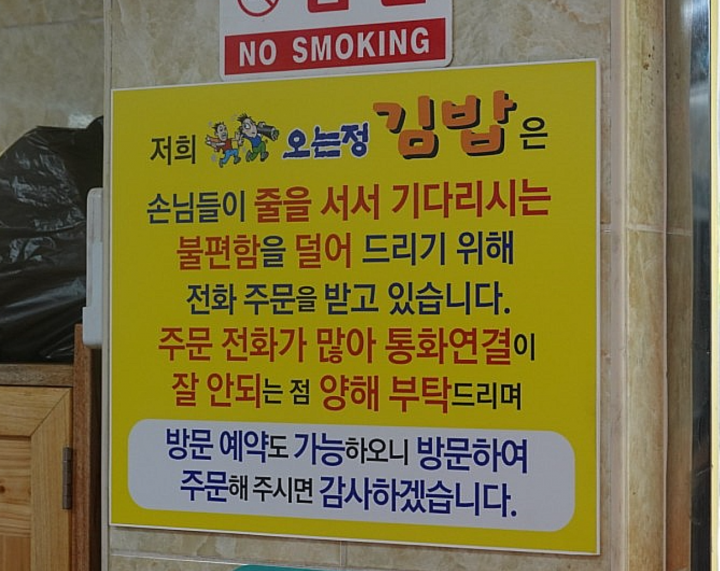 NO SMOKING
저희 오는정 김밥은
손님들이 줄을 서서 기다리시는
불편함을 덜어 드리기 위해
전화 주문을 받고 있습니다.
주문 전화가 많아 통화연결이
잘 안되는 점 양해 부탁드리며
방문 예약도 가능하오니 방문하여
주문해 주시면 감사하겠습니다.